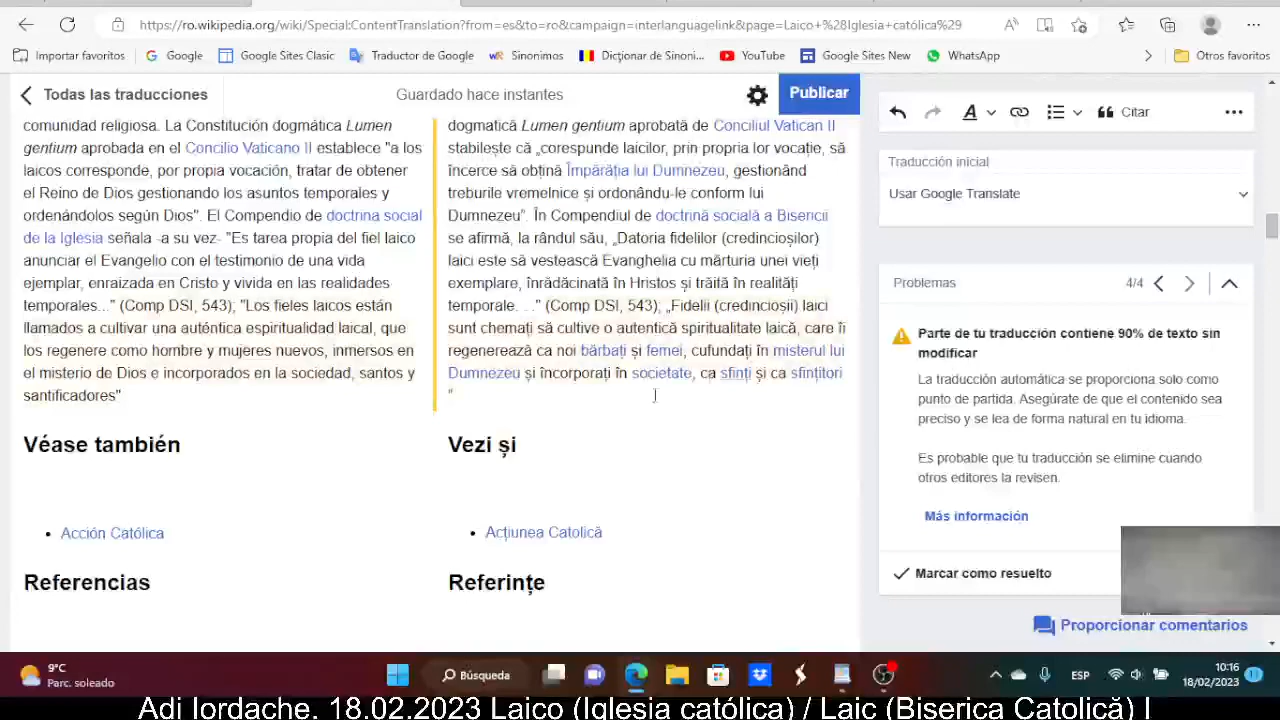 https://ro.wikipedia.org/wiki/Special:ContentTranslation?from=es&to=ro&campaign=interlanguagelink&page=Laico+%28Iglesia+católica%29
Importar favoritos
Google
Google Sites Clasic
Traductor de Google
WR Sinonimos
Dicționar de Sinoni...
YouTube
Google Sites New
WhatsApp
Otros favoritos
Todas las traducciones
Guardado hace instantes
Publicar
comunidad religiosa. La Constitución dogmática Lumen
gentium aprobada en el Concilio Vaticano II establece "a los
laicos corresponde, por propia vocación, tratar de obtener
el Reino de Dios gestionando los asuntos temporales y
ordenándolos según Dios". El Compendio de doctrina social
de la Iglesia señala -a su vez- "Es tarea propia del fiel laico
anunciar el Evangelio con el testimonio de una vida
ejemplar, enraizada en Cristo y vivida en las realidades
temporales..." (Comp DSI, 543); "Los fieles laicos están
llamados a cultivar una auténtica espiritualidad laical, que
los regenere como hombre y mujeres nuevos, inmersos en
el misterio de Dios e incorporados en la sociedad, santos y
santificadores"
Véase también
Acción Católica
Referencias
dogmatică Lumen gentium aprobată de Conciliul Vatican II
stabilește că „corespunde laicilor, prin propria lor vocație, să
încerce să obțină Împărăția lui Dumnezeu, gestionând
treburile vremelnice și ordonându-le conform lui
Dumnezeu”. În Compendiul de doctrină socială a Bisericii
se afirmă, la rândul său, „Datoria fidelilor (credincioșilor)
laici este să vestească Evanghelia cu mărturia unei vieți
exemplare, înrădăcinată în Hristos și trăită în realități
temporale. ..." (Comp DSI, 543); „Fidelii (credincioșii) laici
sunt chemați să cultive o autentică spiritualitate laică, care îi
regenerează ca noi bărbați și femei, cufundați în misterul lui
Dumnezeu și încorporați în societate, ca sfinți și ca sfințitori
”
Vezi și
Acțiunea Catolică
Referințe
A
Citar
Traducción inicial
Usar Google Translate
Problemas
4/4
Parte de tu traducción contiene 90% de texto sin
modificar
La traducción automática se proporciona solo como
punto de partida. Asegúrate de que el contenido sea
preciso y se lea de forma natural en tu idioma.
Es probable que tu traducción se elimine cuando
otros editores la revisen.
Más información
Marcar como resuelto
Proporcionar comentarios
9°C
Parc. soleado
Búsqueda
ESP
10:16
18/02/2023
Adi Iordache. 18.02.2023 Laico (Iglesia católica) / Laic (Biserica Catolică) I